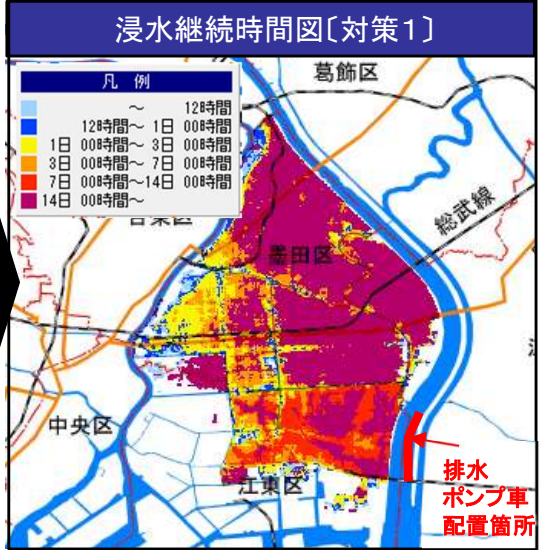 浸水継続時間図〔対策1〕
凡 例
～ 12時間
12時間～ 1日 00時間
1日 00時間～ 3日 00時間
3日 00時間～ 7日 00時間
7日 00時間～14日 00時間
14日 00時間～
葛飾区
総武線
墨田区
中央区
江東区
排水
ポンプ車
配置箇所